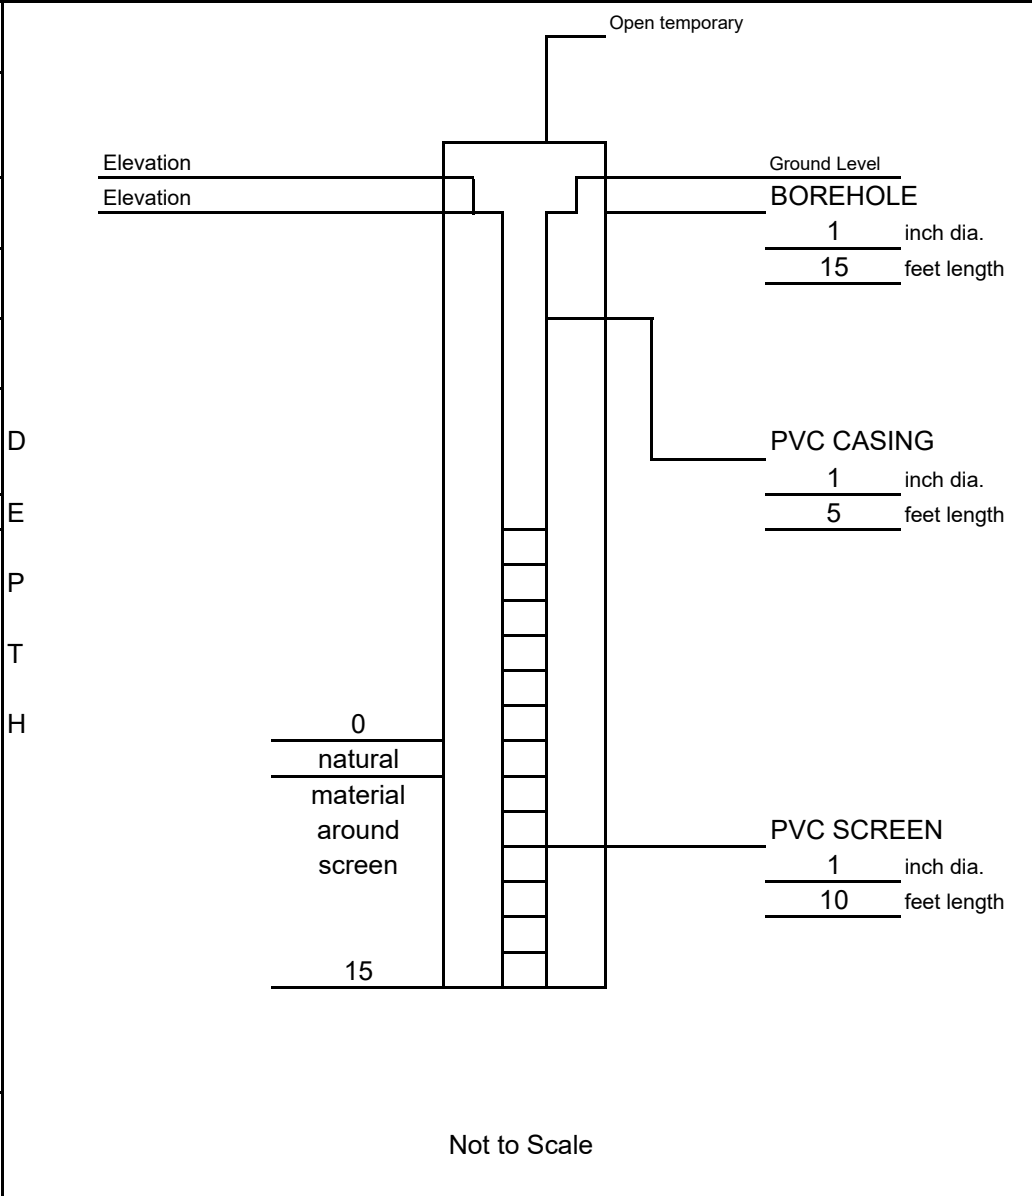 Open temporary
Elevation
Ground Level
Elevation
BOREHOLE
1 inch dia.
15 feet length
D
PVC CASING
1 inch dia.
E
5 feet length
P
T
H
0
natural
material
around
screen
PVC SCREEN
1 inch dia.
10 feet length
15
Not to Scale